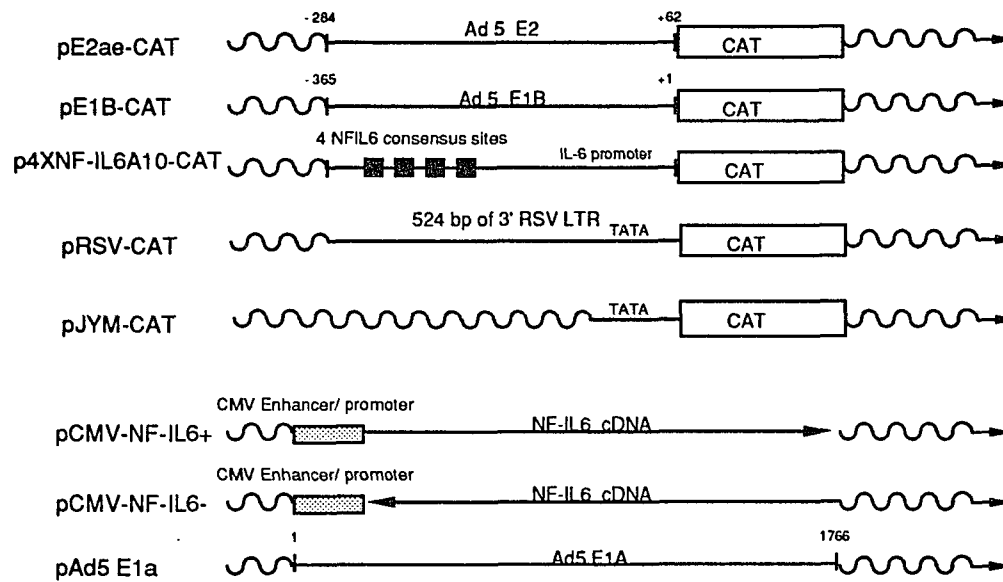 -284 +62
pE2ae-CAT Ad 5 E2 CAT
-365 +1
pE1B-CAT Ad 5 E1B CAT
4 NFIL6 consensus sites
p4XNF-IL6A10-CAT IL-6 promoter CAT
524 bp of 3' RSV LTR
pRSV-CAT TATA CAT
pJYM-CAT TATA CAT
CMV Enhancer/ promoter
pCMV-NF-IL6+ NF-IL6 cDNA
CMV Enhancer/ promoter
pCMV-NF-IL6- NF-IL6 cDNA
1 1766
pAd5 E1a Ad5 E1A